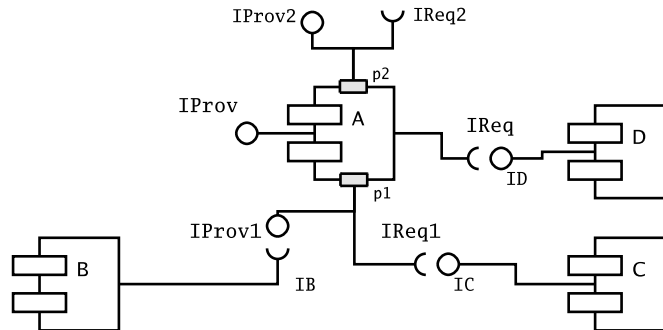 IProv2
IReq2
p2
IProv
A
IReq
D
ID
p1
IProv1
IReq1
B
IB
IC
C